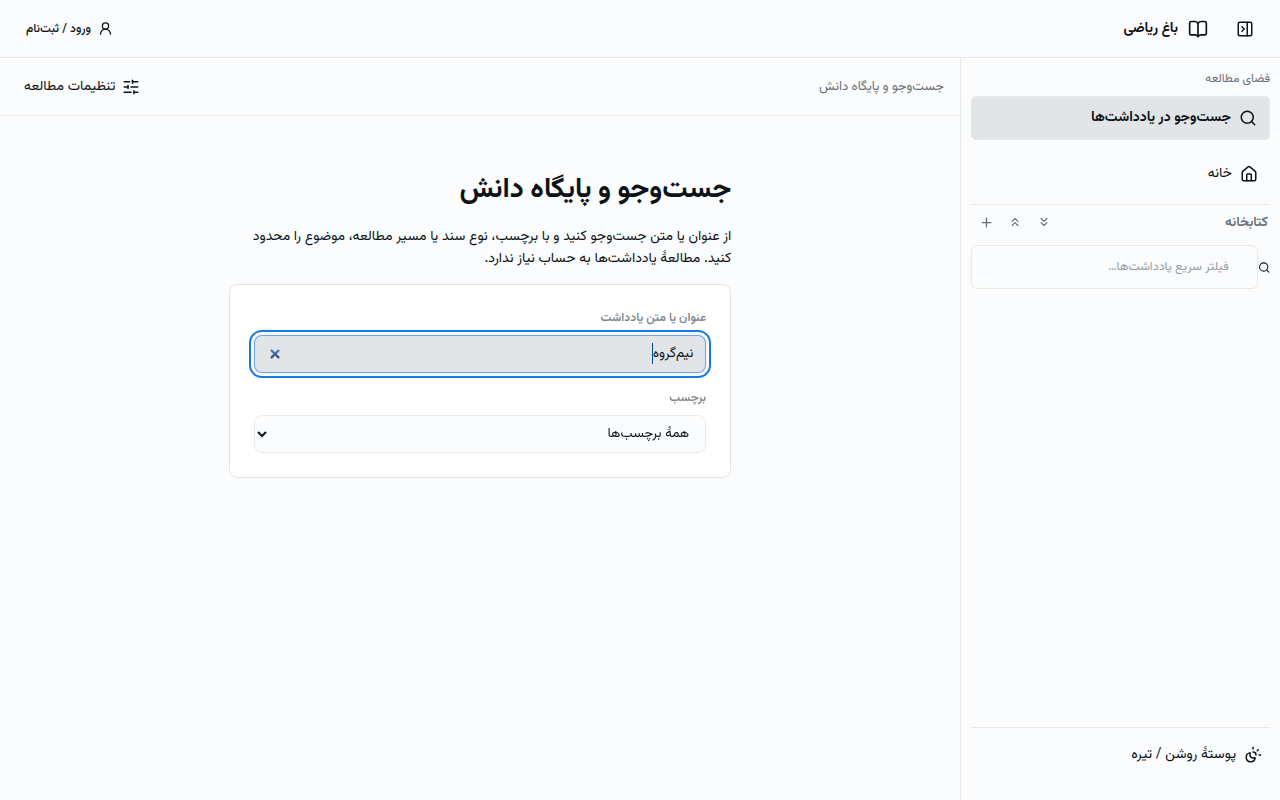 باغ ریاضی
ورود / ثبت‌نام
فضای مطالعه
جست‌وجو در یادداشت‌ها
خانه
کتابخانه
فیلتر سریع یادداشت‌ها...
پوستهٔ روشن / تیره
جست‌وجو و پایگاه دانش
تنظیمات مطالعه
جست‌وجو و پایگاه دانش
از عنوان یا متن جست‌وجو کنید و با برچسب، نوع سند یا مسیر مطالعه، موضوع را محدود
کنید. مطالعهٔ یادداشت‌ها به حساب نیاز ندارد.
عنوان یا متن یادداشت
نیم‌گروه
برچسب
همهٔ برچسب‌ها